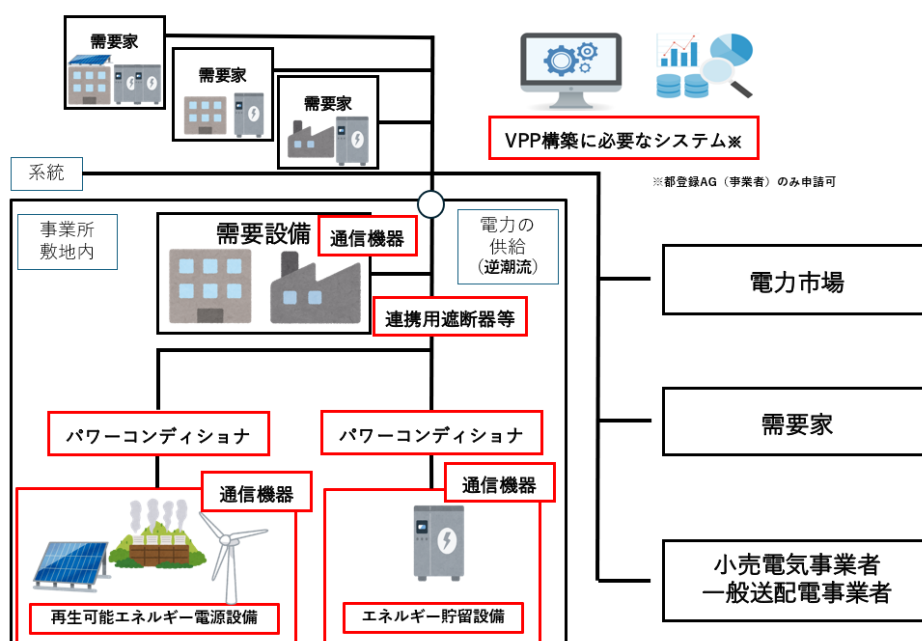 需要家
需要家
需要家
VPP構築に必要なシステム※
※都登録AG（事業者）のみ申請可
系統
事業所
敷地内
需要設備
通信機器
電力の
供給
（逆潮流）
連携用遮断器等
電力市場
需要家
小売電気事業者
一般送配電事業者
パワーコンディショナ
パワーコンディショナ
通信機器
通信機器
再生可能エネルギー電源設備
エネルギー貯留設備